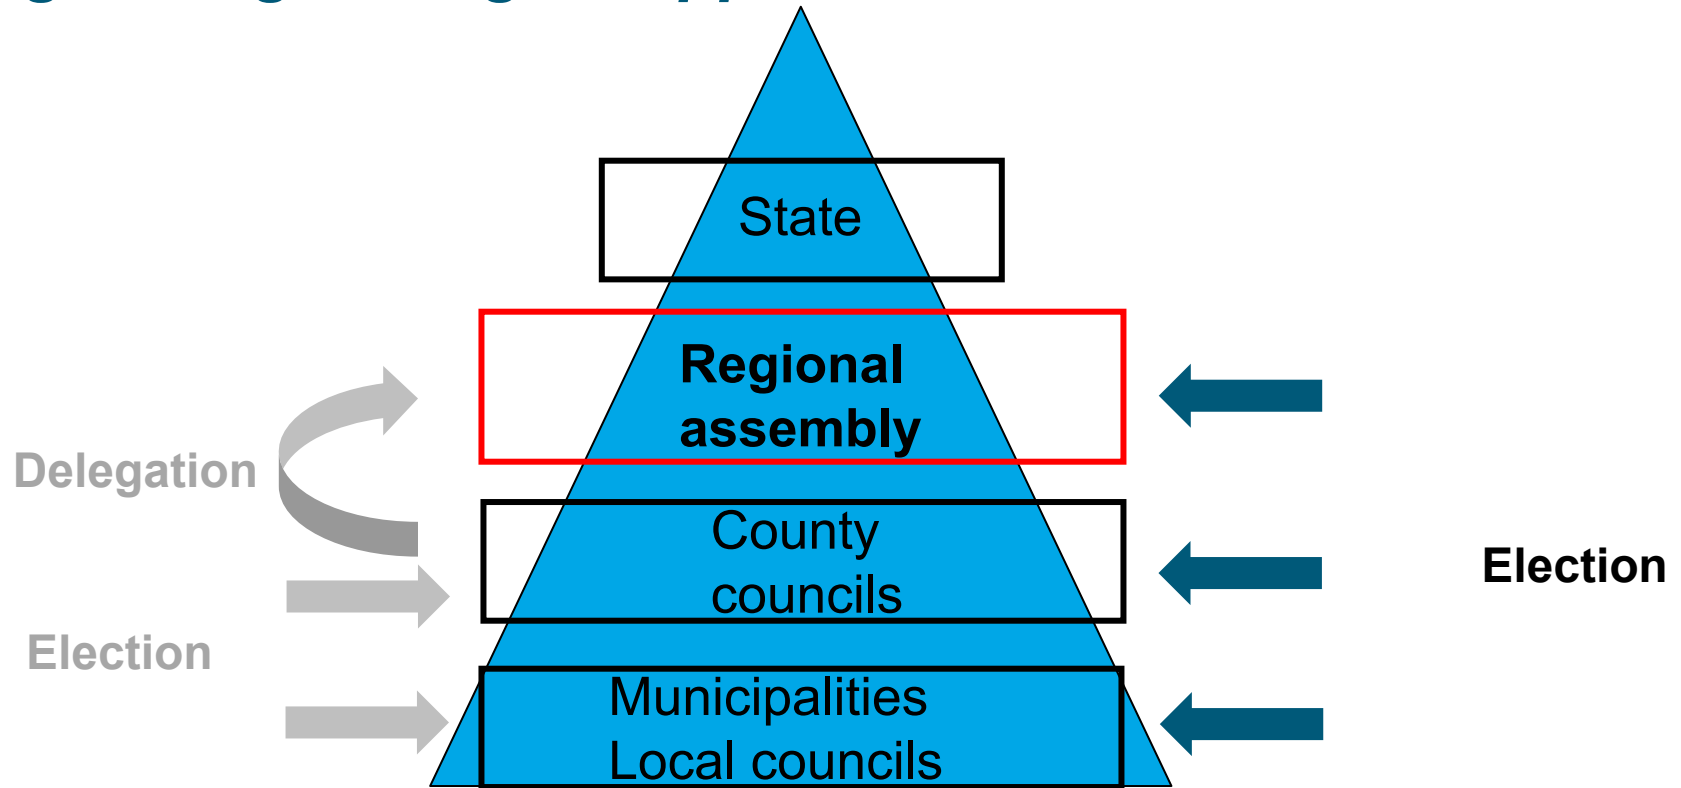 State
Regional
assembly
Delegation
County
councils
Election
Election
Municipalities
Local councils